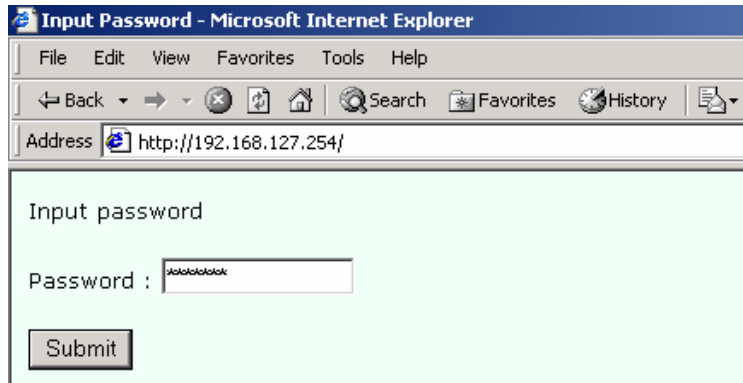 Input Password - Microsoft Internet Explorer
File Edit View Favorites Tools Help
Back Search Favorites History
Address http://192.168.127.254/
Input password
Password : ********
Submit